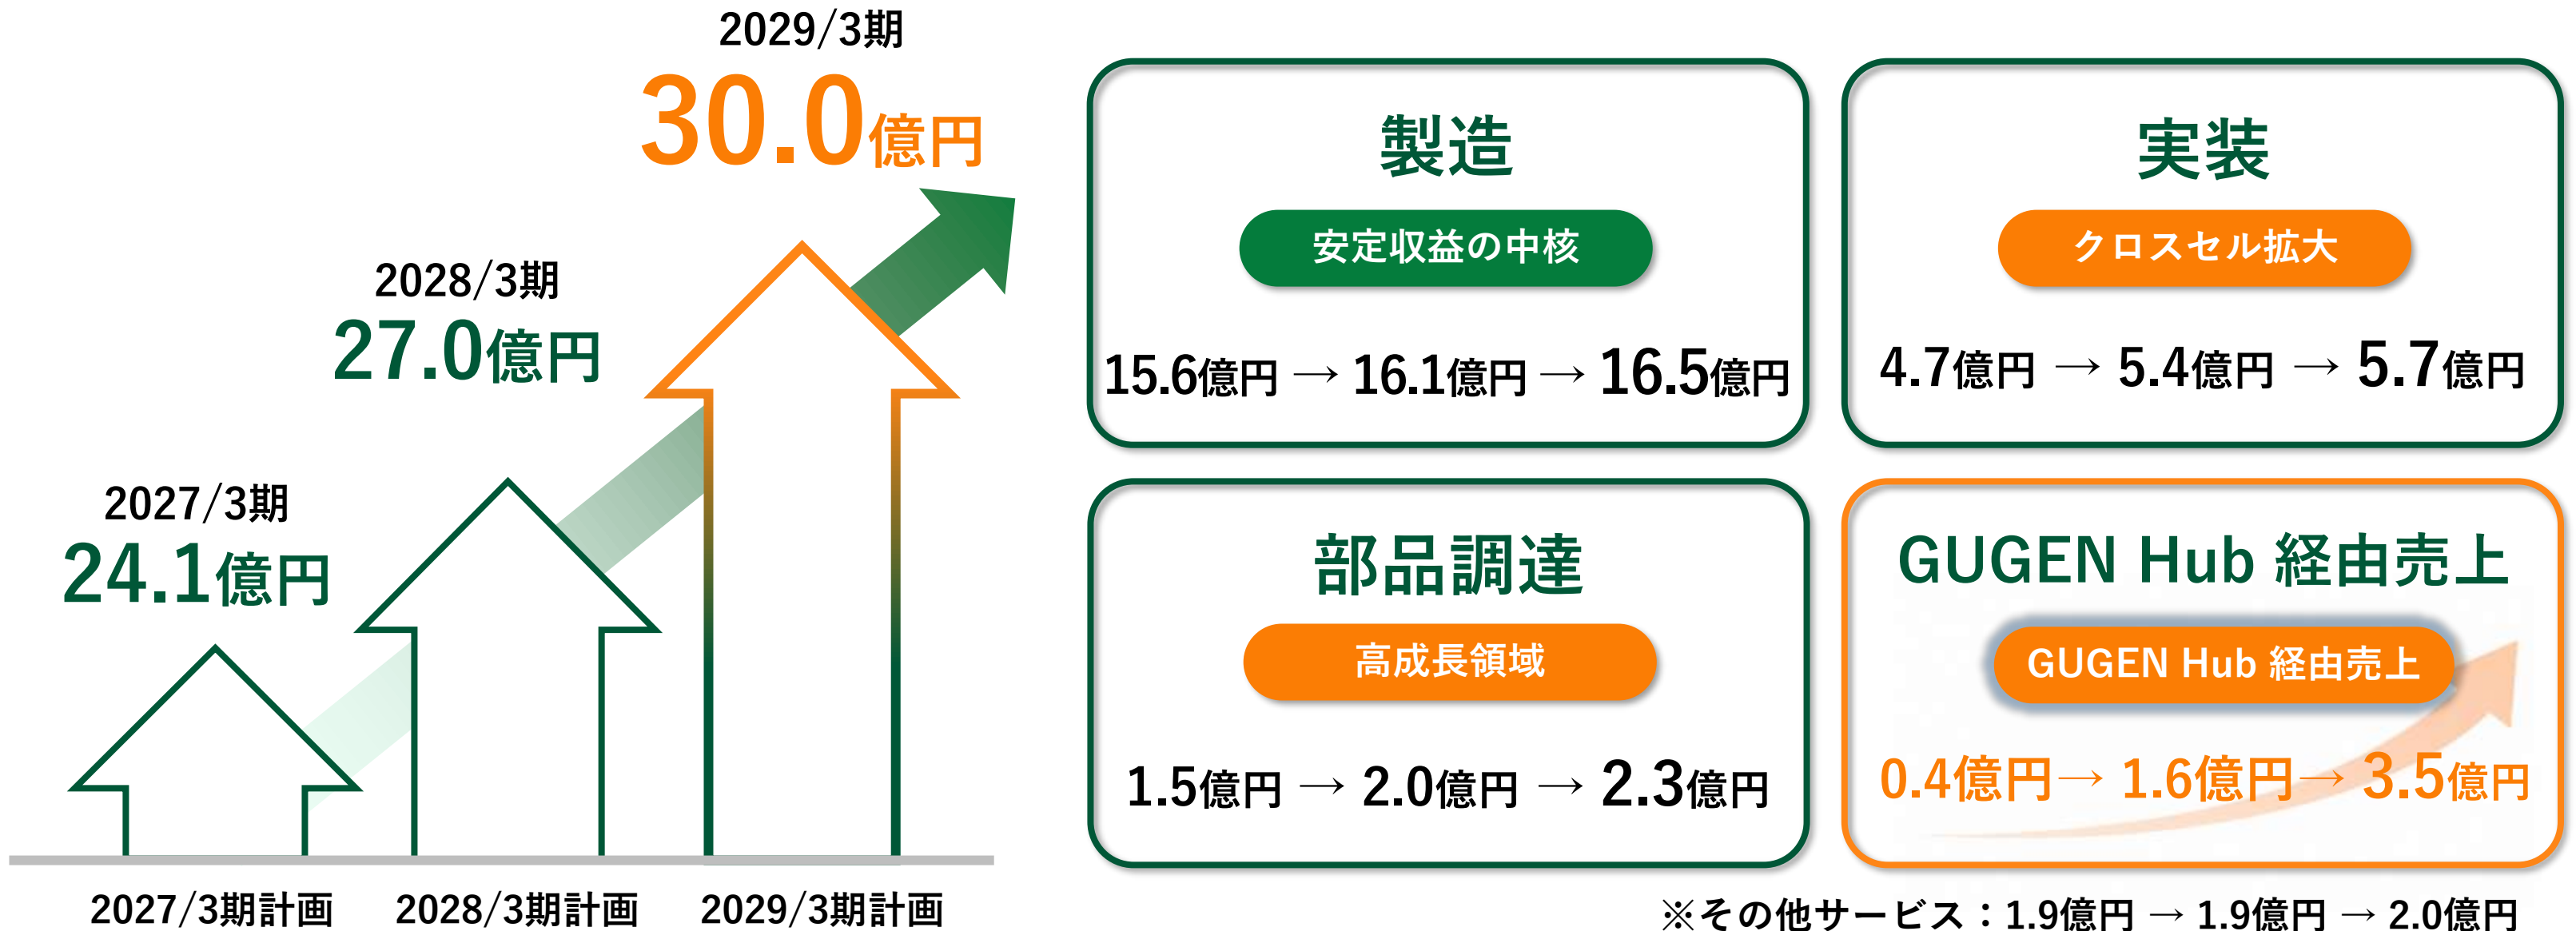 2029/3期
30.0億円
2028/3期
27.0億円
2027/3期
24.1億円
2027/3期計画
2028/3期計画
2029/3期計画
製造
安定収益の中核
15.6億円 → 16.1億円 → 16.5億円
実装
クロスセル拡大
4.7億円 → 5.4億円 → 5.7億円
部品調達
高成長領域
1.5億円 → 2.0億円 → 2.3億円
GUGEN Hub 経由売上
GUGEN Hub 経由売上
0.4億円→ 1.6億円→ 3.5億円
※その他サービス：1.9億円 → 1.9億円 → 2.0億円